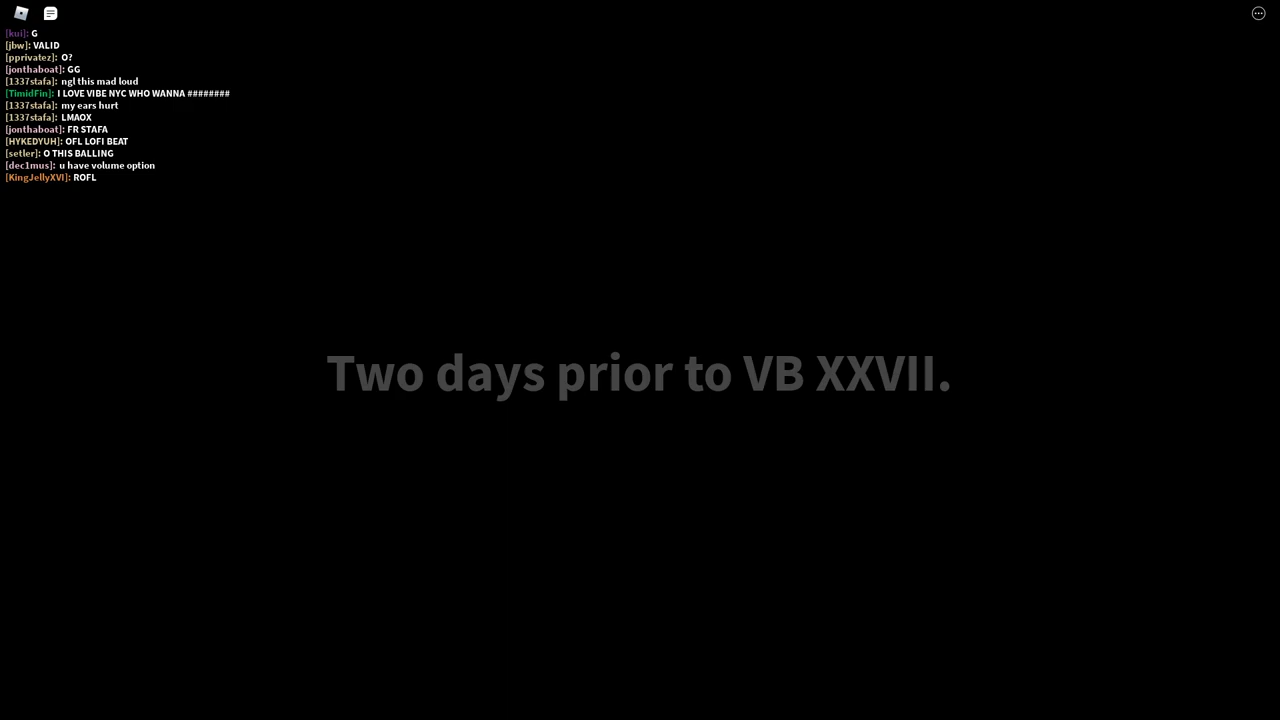 [kui]: G
[jbw]: VALID
[pprivatez]: O?
[jonthaboat]: GG
[1337stafa]: ngl this mad loud
[TimidFin]: I LOVE VIBE NYC WHO WANNA ########
[1337stafa]: my ears hurt
[1337stafa]: LMAOX
[jonthaboat]: FR STAFA
[HYKEDYUH]: OFL LOFI BEAT
[setler]: O THIS BALLING
[dec1mus]: u have volume option
[KingJellyXVI]: ROFL
Two days prior to VB XXVII.